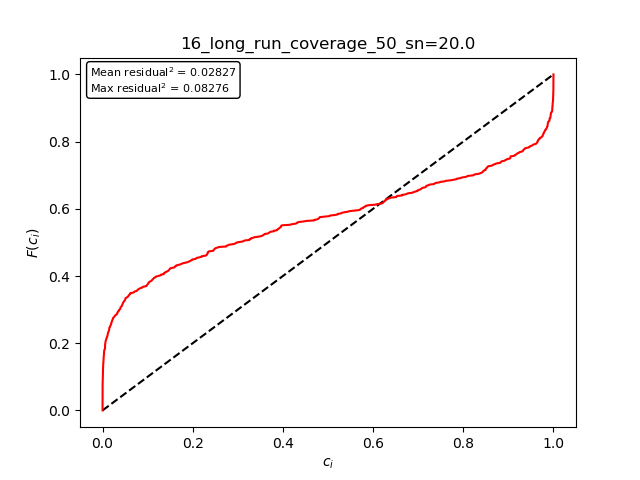 16_long_run_coverage_50_sn=20.0
Mean residual² = 0.02827
Max residual² = 0.08276
1.0
0.8
0.6
0.4
0.2
0.0
F(cᵢ)
0.0 0.2 0.4 0.6 0.8 1.0
cᵢ